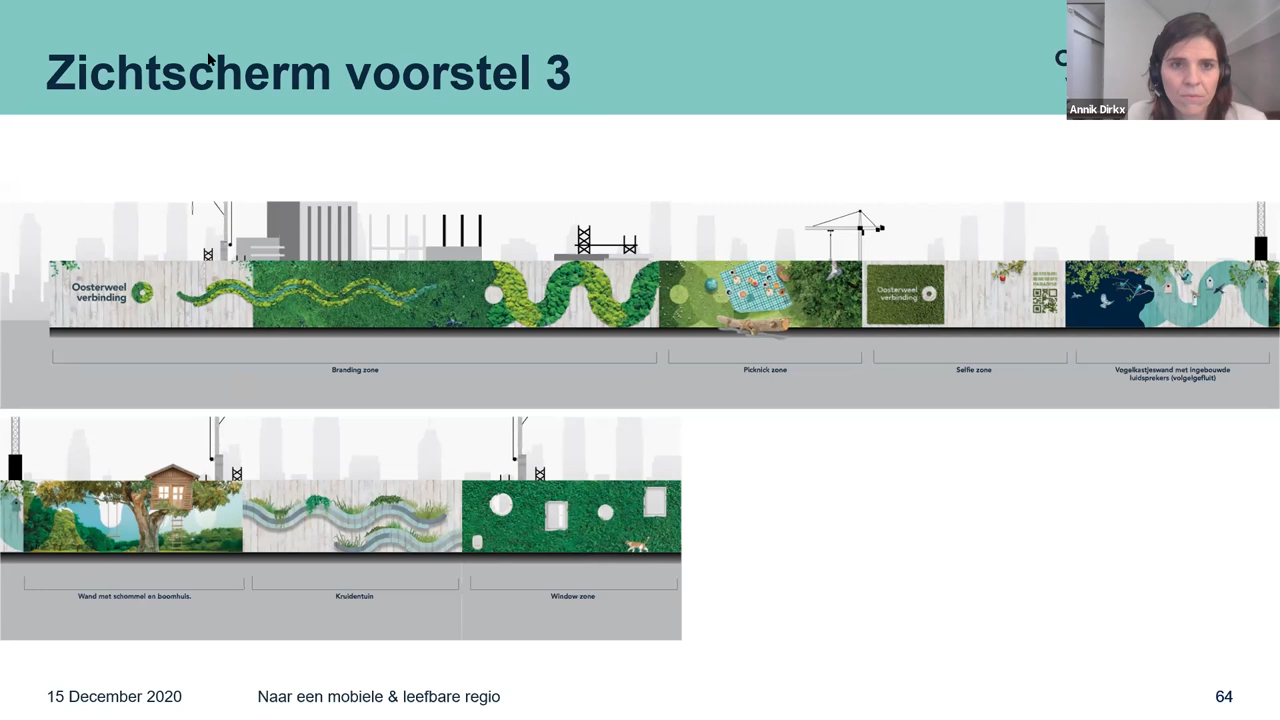 Zichtscherm voorstel 3
Annik Dirkx
Oosterweel
verbinding
Oosterweel
verbinding
Branding zone
Picknick zone
Selfie zone
Vogelkastjeswand met ingebouwde
luidsprekers (volgelgefluit)
Wand met schommel en boomhuis.
Kruidentuin
Window zone
15 December 2020
Naar een mobiele & leefbare regio
64